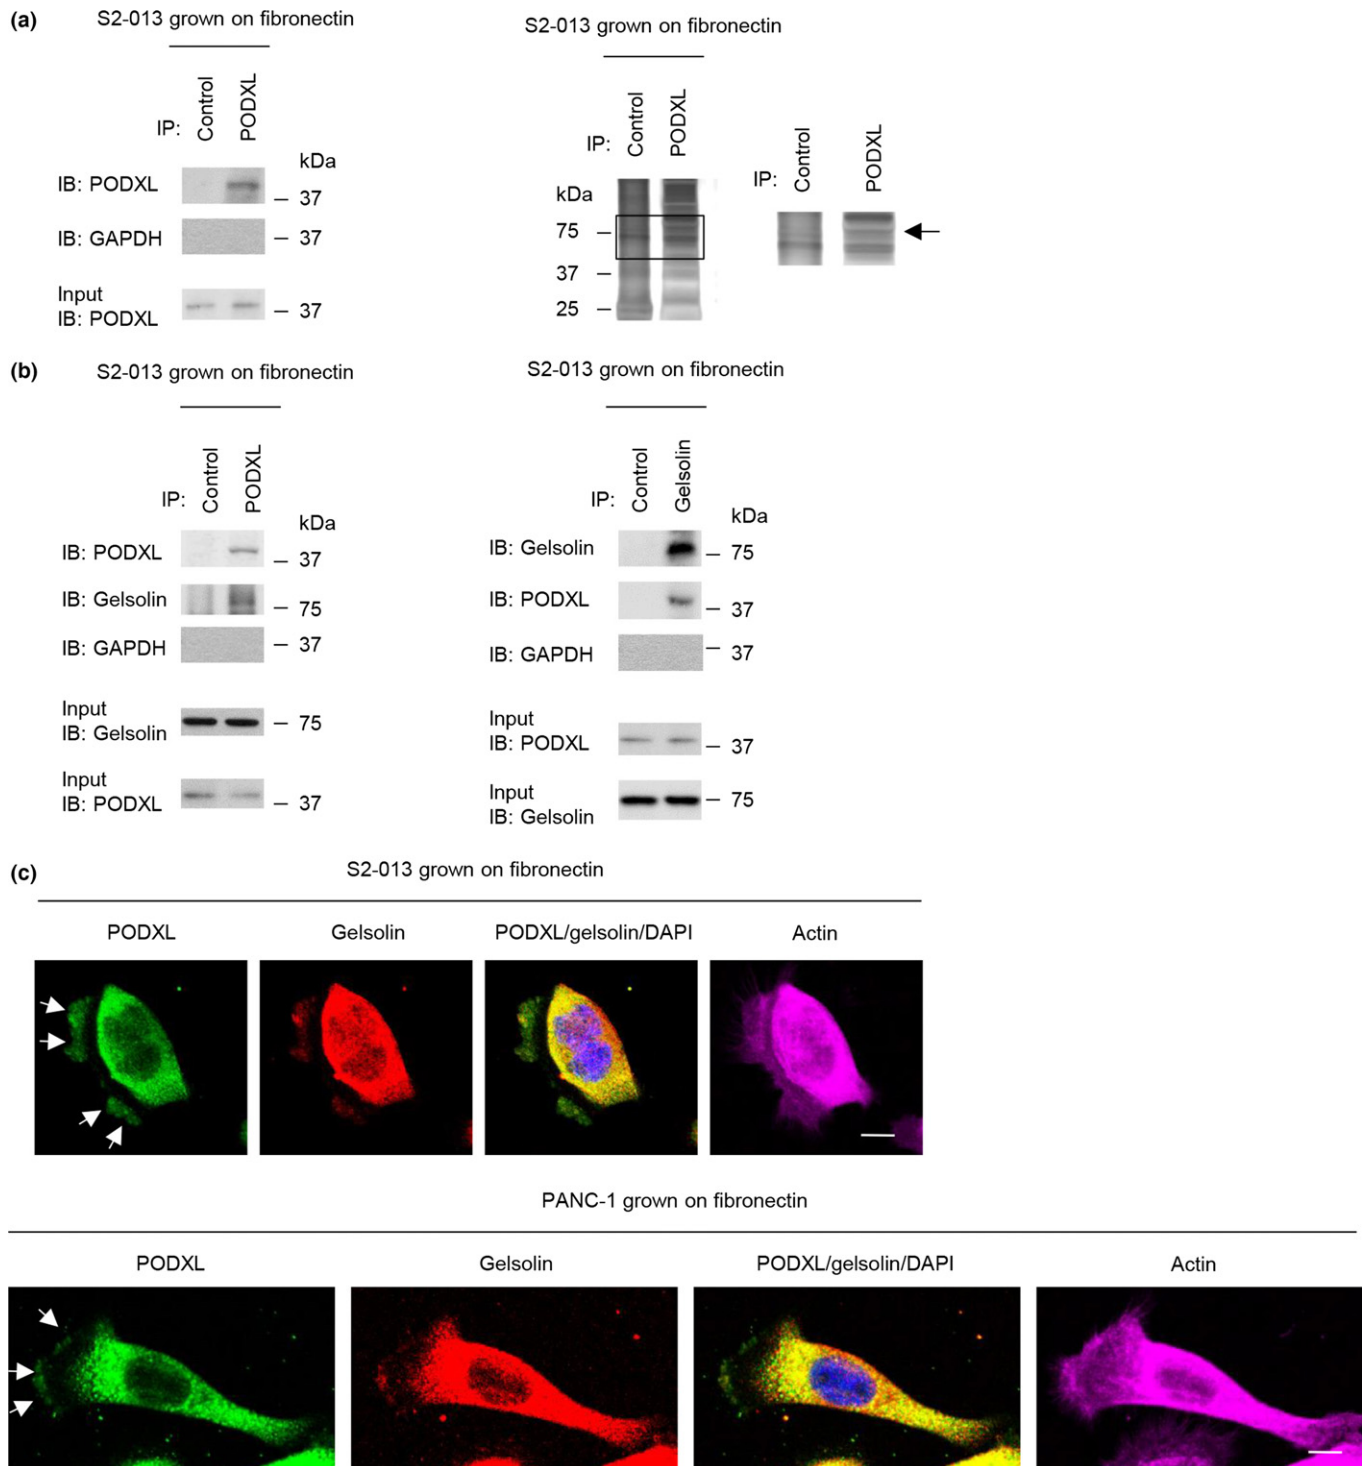 (a)
S2-013 grown on fibronectin
IP: Control PODXL
kDa
IB: PODXL – 37
IB: GAPDH – 37
Input
IB: PODXL – 37
S2-013 grown on fibronectin
IP: Control PODXL
kDa
75 –
37 –
25 –
IP: Control PODXL
(b)
S2-013 grown on fibronectin
IP: Control PODXL
kDa
IB: PODXL – 37
IB: Gelsolin – 75
IB: GAPDH – 37
Input
IB: Gelsolin – 75
Input
IB: PODXL – 37
S2-013 grown on fibronectin
IP: Control Gelsolin
kDa
IB: Gelsolin – 75
IB: PODXL – 37
IB: GAPDH – 37
Input
IB: PODXL – 37
Input
IB: Gelsolin – 75
(c)
S2-013 grown on fibronectin
PODXL Gelsolin PODXL/gelsolin/DAPI Actin
PANC-1 grown on fibronectin
PODXL Gelsolin PODXL/gelsolin/DAPI Actin